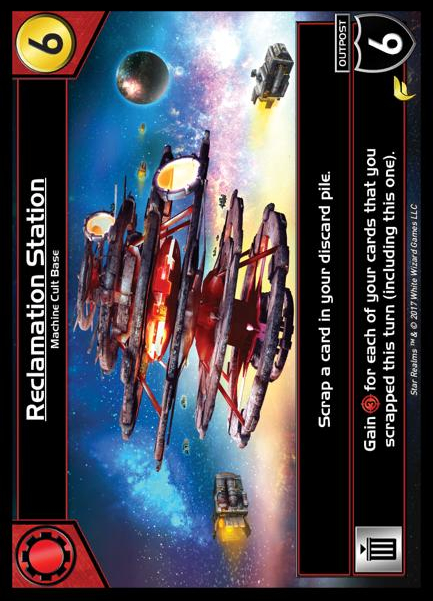 6
Reclamation Station
Machine Cult Base
OUTPOST
6
Scrap a card in your discard pile.
Gain 3 for each of your cards that you
scrapped this turn (including this one).
Star Realms ™ & © 2017 White Wizard Games LLC